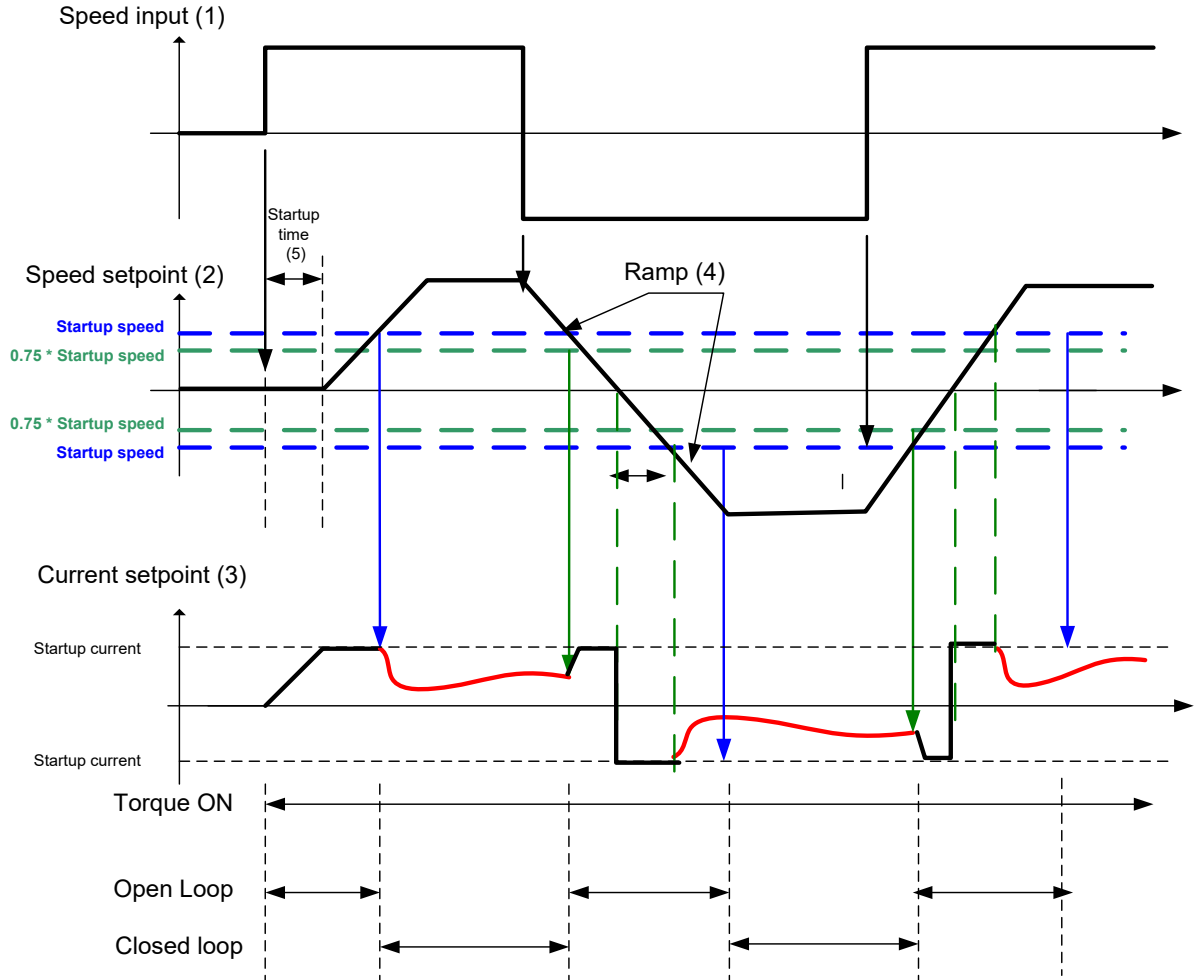 Speed input (1)
Startup
time
(5)
Speed setpoint (2)
Ramp (4)
Startup speed
0.75 * Startup speed
0.75 * Startup speed
Startup speed
Current setpoint (3)
Startup current
Startup current
Torque ON
Open Loop
Closed loop